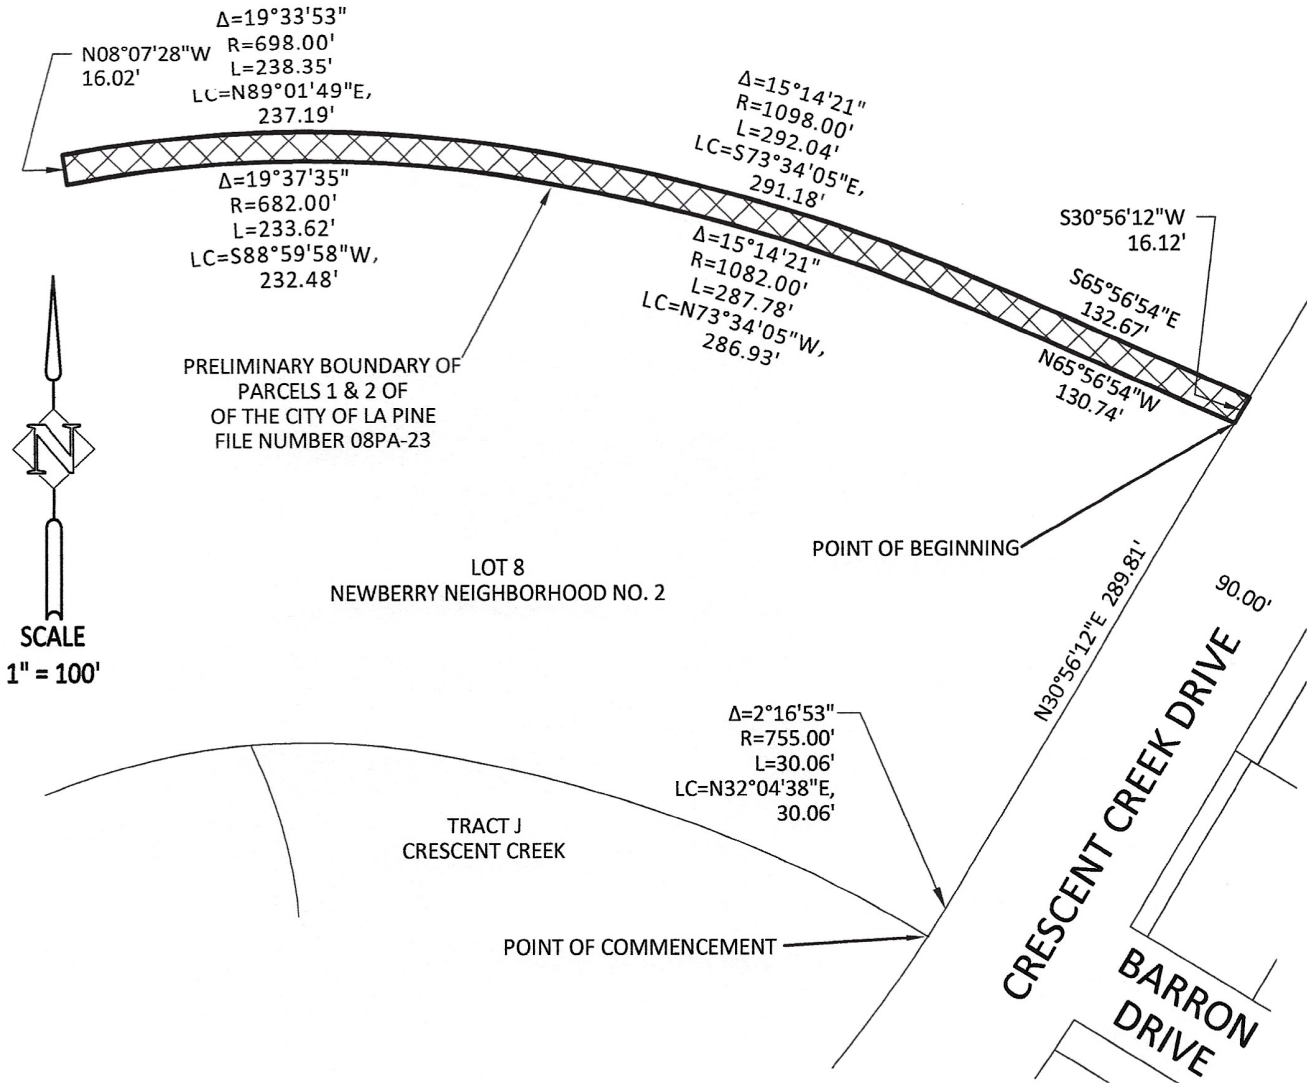 Δ=19°33'53"
R=698.00'
L=238.35'
LC=N89°01'49"E,
237.19'
N08°07'28"W
16.02'
Δ=15°14'21"
R=1098.00'
L=292.04'
LC=S73°34'05"E,
291.18'
Δ=19°37'35"
R=682.00'
L=233.62'
LC=S88°59'58"W,
232.48'
Δ=15°14'21"
R=1082.00'
L=287.78'
LC=N73°34'05"W,
286.93'
S30°56'12"W
16.12'
S65°56'54"E
132.67'
N65°56'54"W
130.74'
PRELIMINARY BOUNDARY OF
PARCELS 1 & 2 OF
OF THE CITY OF LA PINE
FILE NUMBER 08PA-23
N
SCALE
1" = 100'
POINT OF BEGINNING
LOT 8
NEWBERRY NEIGHBORHOOD NO. 2
N30°56'12"E 289.81'
90.00'
Δ=2°16'53"
R=755.00'
L=30.06'
LC=N32°04'38"E,
30.06'
TRACT J
CRESCENT CREEK
POINT OF COMMENCEMENT
CRESCENT CREEK DRIVE
BARRON
DRIVE